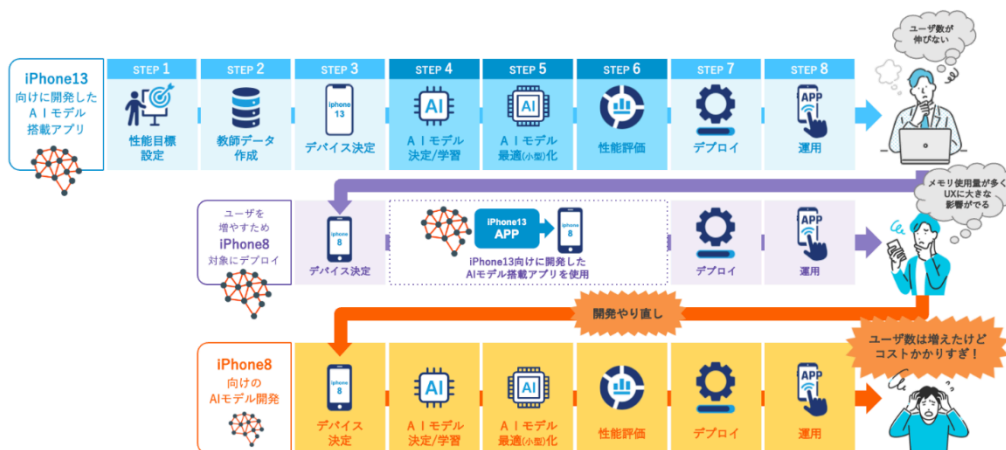 ユーザ数が
伸びない
iPhone13
向けに開発した
AIモデル
搭載アプリ
STEP 1
STEP 2
STEP 3
STEP 4
STEP 5
STEP 6
STEP 7
STEP 8
iphone
13
AI
AI
APP
性能目標
設定
教師データ
作成
デバイス決定
AIモデル
決定/学習
AIモデル
最適(小型)化
性能評価
デプロイ
運用
メモリ使用量が多く
UXに大きな
影響がでる
ユーザを
増やすため
iPhone8
対象にデプロイ
iphone
8
デバイス決定
iPhone13
APP
iphone
8
iPhone13向けに開発した
AIモデル搭載アプリを使用
デプロイ
APP
運用
開発やり直し
ユーザ数は増えたけど
コストかかりすぎ！
iPhone8
向けの
AIモデル開発
iphone
8
AI
AI
APP
デバイス
決定
AIモデル
決定/学習
AIモデル
最適(小型)化
性能評価
デプロイ
運用